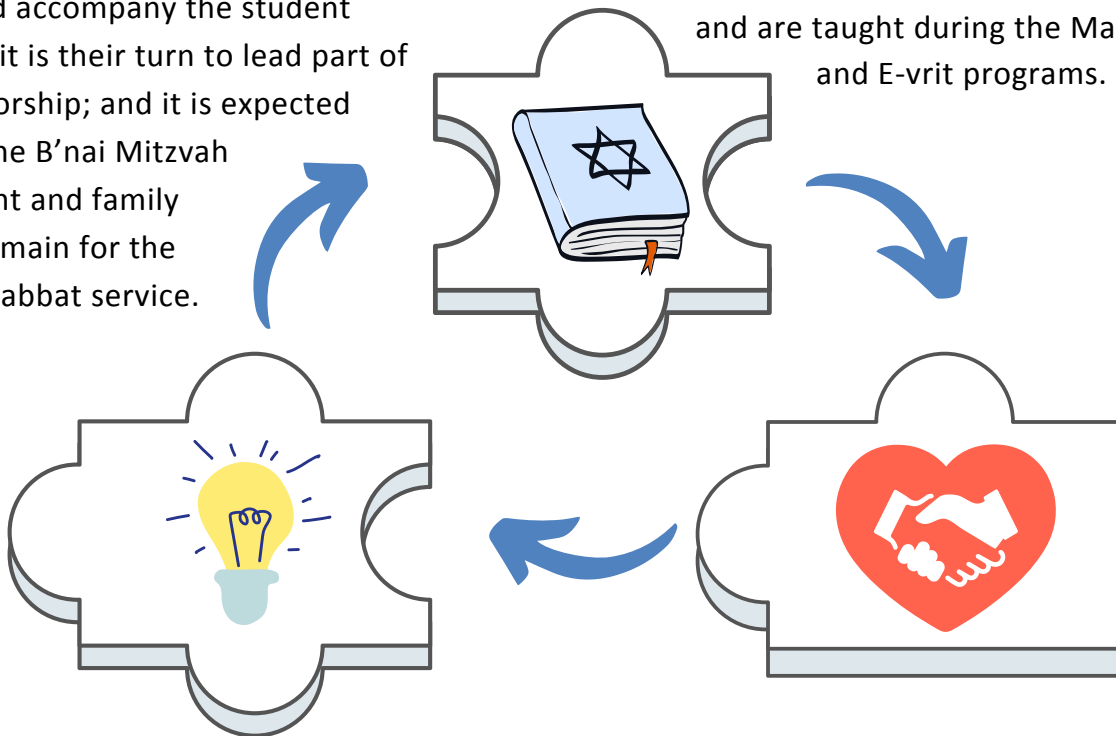 accompany the student
it is their turn to lead part of
orship; and it is expected
ne B’nai Mitzvah
nt and family
main for the
abbat service.
and are taught during the Ma
and E-vrit programs.